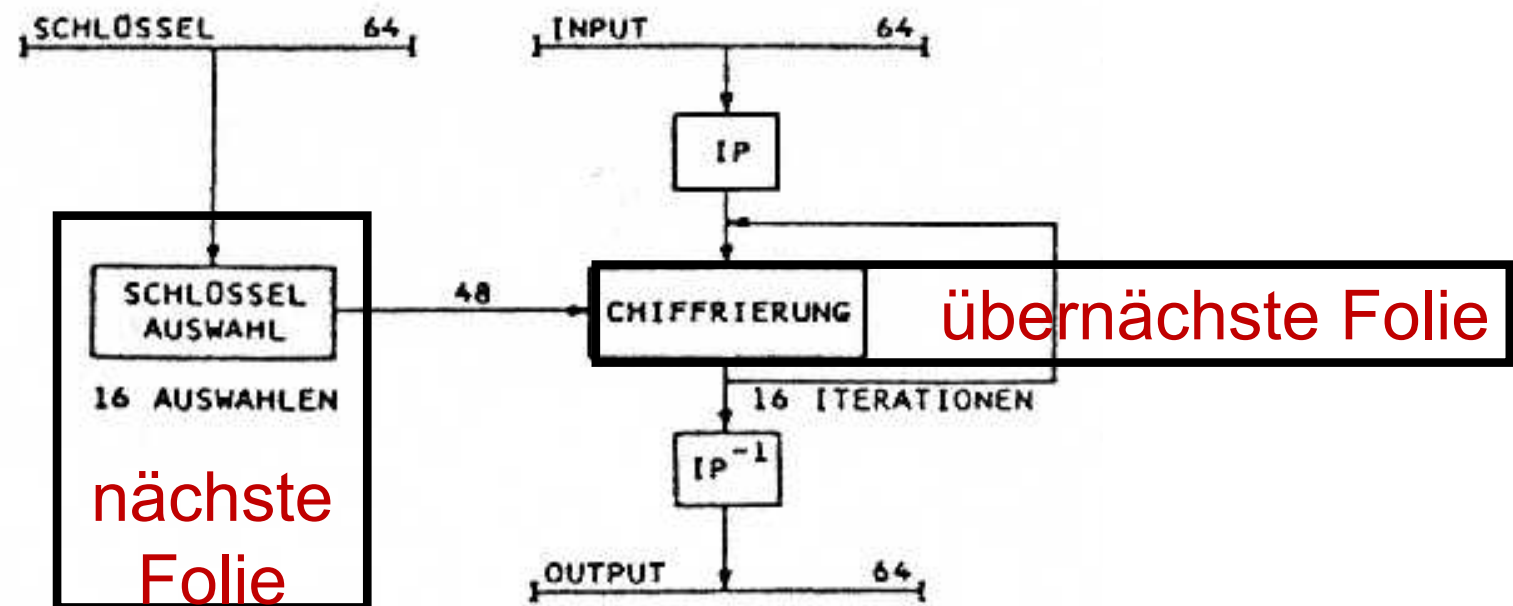 SCHLÜSSEL 64
INPUT 64
IP
SCHLÜSSEL
AUSWAHL
48
CHIFFRIERUNG
übernächste Folie
16 AUSWAHLEN
16 ITERATIONEN
nächste
Folie
IP⁻¹
OUTPUT 64